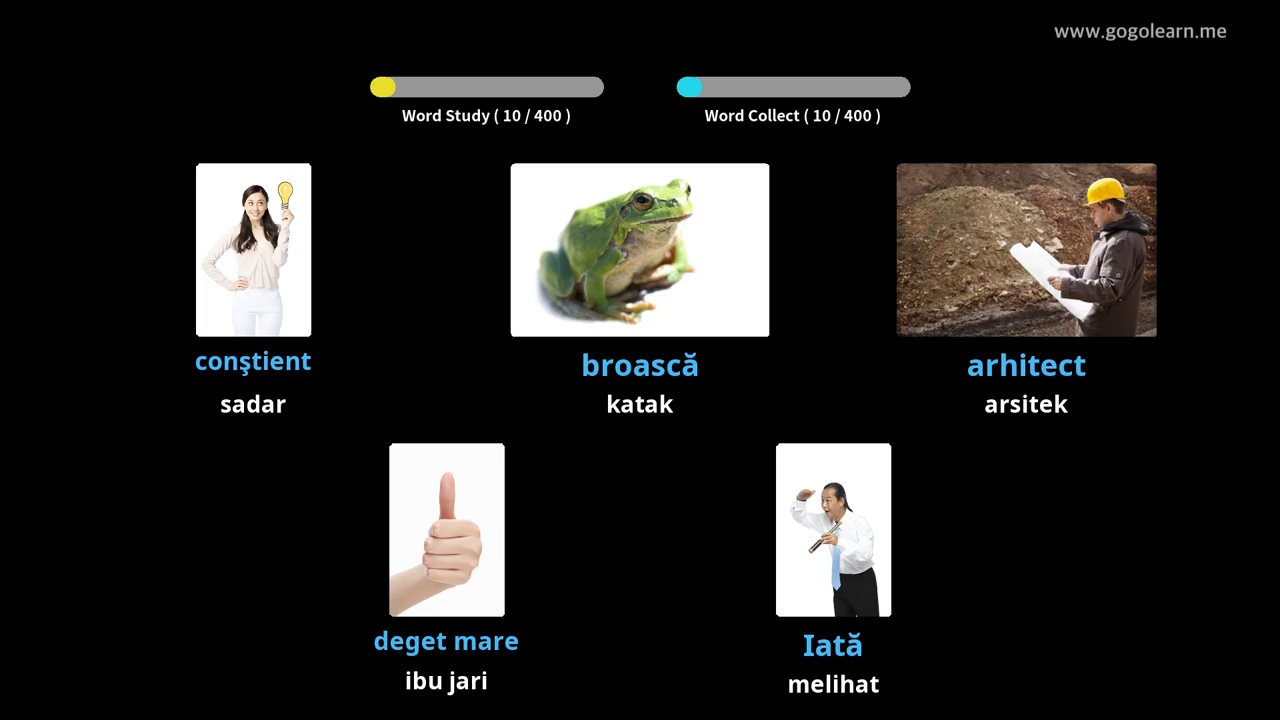 www.gogolearn.me
Word Study ( 10 / 400 )
Word Collect ( 10 / 400 )
conştient
sadar
broască
katak
arhitect
arsitek
deget mare
ibu jari
Iată
melihat